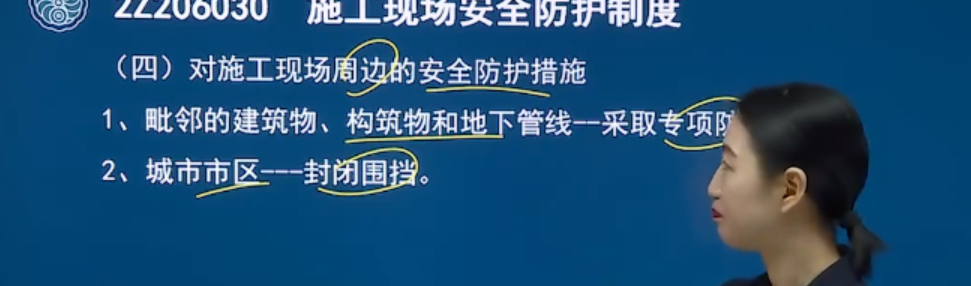 2Z206030 施工现场安全防护制度
（四）对施工现场周边的安全防护措施
1、毗邻的建筑物、构筑物和地下管线--采取专项防
2、城市市区---封闭围挡。